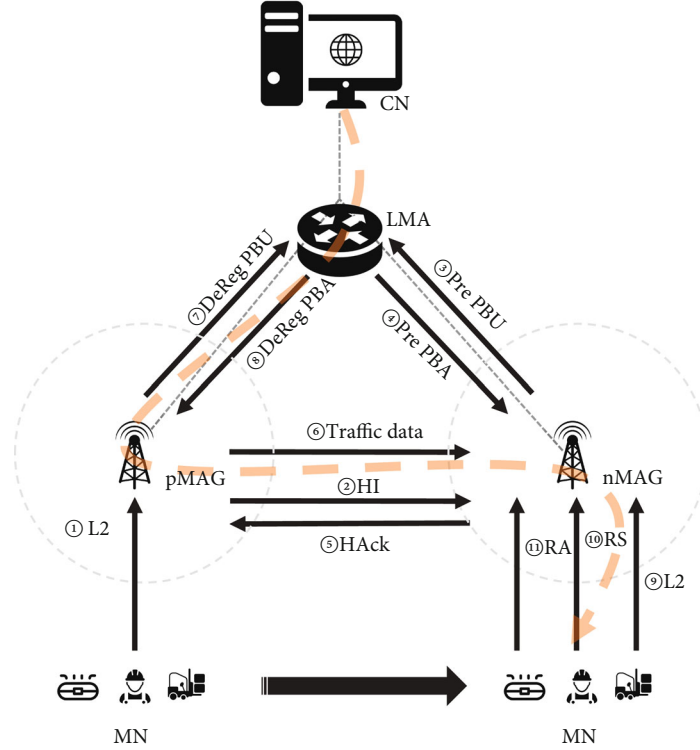 CN
LMA
⑦DeReg PBU
⑧DeReg PBA
③Pre PBU
④Pre PBA
⑥Traffic data
pMAG
nMAG
②HI
⑤HAck
① L2
⑪RA
⑩RS
⑨L2
MN
MN